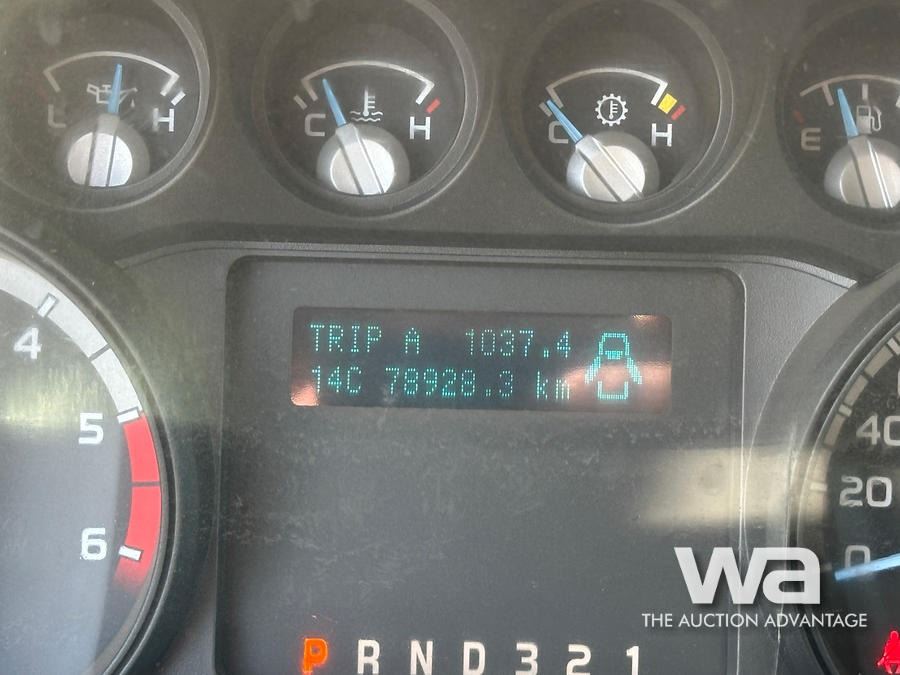 L H
C H
C H
E
TRIP A 1037.4
14C 78928.3 km
4
5
6
40
20
0
wa
THE AUCTION ADVANTAGE
P R N D 3 2 1